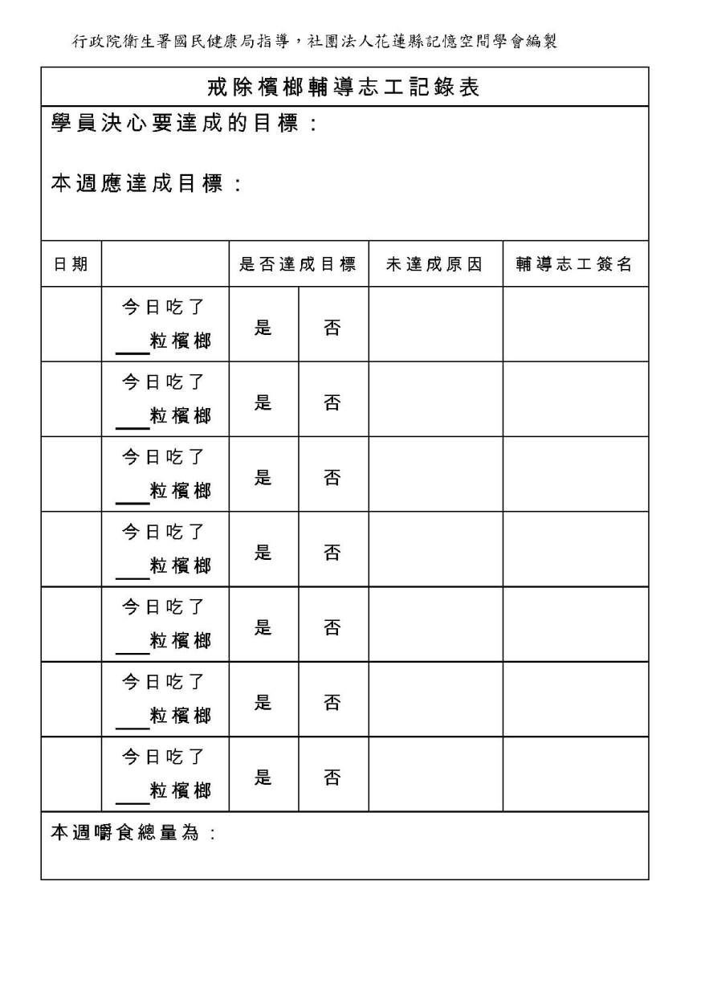 行政院衛生署國民健康局指導，社團法人花蓮縣記憶空間學會編製
戒除檳榔輔導志工記錄表
學員決心要達成的目標：
本週應達成目標：
日期 是否達成目標 未達成原因 輔導志工簽名
今日吃了
___粒檳榔 是 否
今日吃了
___粒檳榔 是 否
今日吃了
___粒檳榔 是 否
今日吃了
___粒檳榔 是 否
今日吃了
___粒檳榔 是 否
今日吃了
___粒檳榔 是 否
今日吃了
___粒檳榔 是 否
本週嚼食總量為：